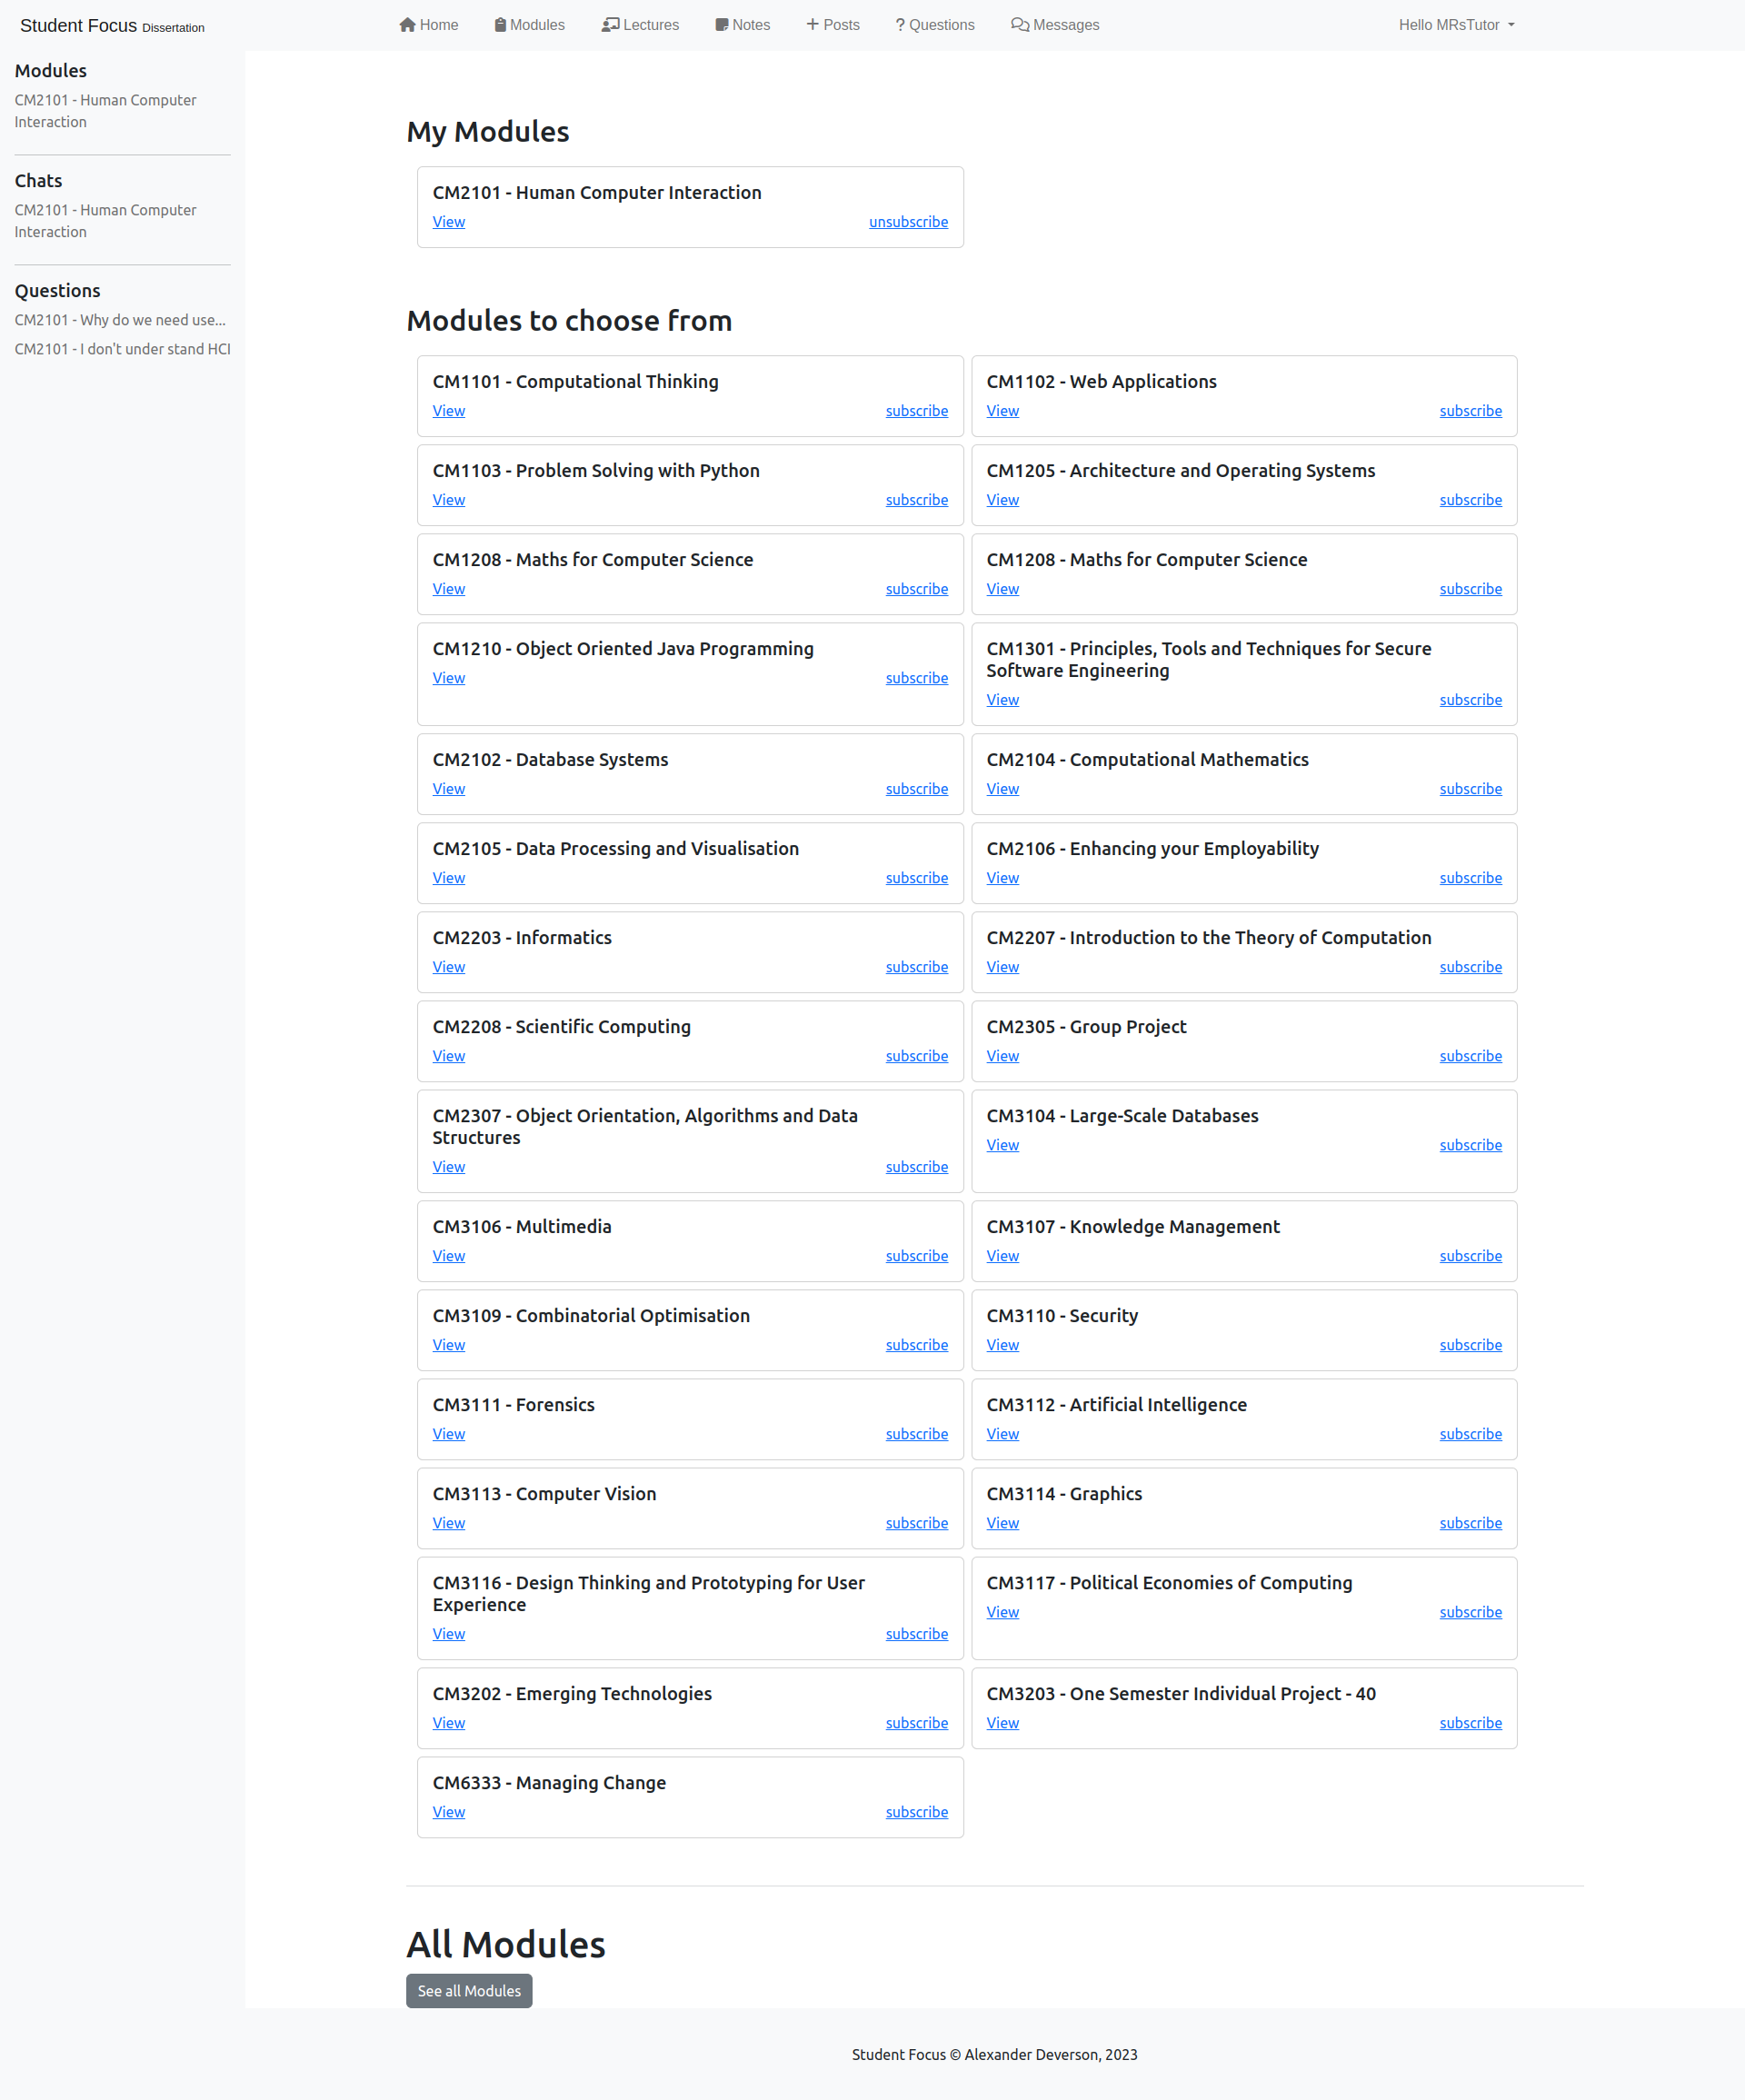 Student Focus Dissertation
Home
Modules
Lectures
Notes
Posts
Questions
Messages
Hello MRsTutor
Modules
CM2101 - Human Computer
Interaction
Chats
CM2101 - Human Computer
Interaction
Questions
CM2101 - Why do we need use...
CM2101 - I don't under stand HCI
My Modules
CM2101 - Human Computer Interaction
View unsubscribe
Modules to choose from
CM1101 - Computational Thinking
View subscribe
CM1102 - Web Applications
View subscribe
CM1103 - Problem Solving with Python
View subscribe
CM1205 - Architecture and Operating Systems
View subscribe
CM1208 - Maths for Computer Science
View subscribe
CM1208 - Maths for Computer Science
View subscribe
CM1210 - Object Oriented Java Programming
View subscribe
CM1301 - Principles, Tools and Techniques for Secure
Software Engineering
View subscribe
CM2102 - Database Systems
View subscribe
CM2104 - Computational Mathematics
View subscribe
CM2105 - Data Processing and Visualisation
View subscribe
CM2106 - Enhancing your Employability
View subscribe
CM2203 - Informatics
View subscribe
CM2207 - Introduction to the Theory of Computation
View subscribe
CM2208 - Scientific Computing
View subscribe
CM2305 - Group Project
View subscribe
CM2307 - Object Orientation, Algorithms and Data
Structures
View subscribe
CM3104 - Large-Scale Databases
View subscribe
CM3106 - Multimedia
View subscribe
CM3107 - Knowledge Management
View subscribe
CM3109 - Combinatorial Optimisation
View subscribe
CM3110 - Security
View subscribe
CM3111 - Forensics
View subscribe
CM3112 - Artificial Intelligence
View subscribe
CM3113 - Computer Vision
View subscribe
CM3114 - Graphics
View subscribe
CM3116 - Design Thinking and Prototyping for User
Experience
View subscribe
CM3117 - Political Economies of Computing
View subscribe
CM3202 - Emerging Technologies
View subscribe
CM3203 - One Semester Individual Project - 40
View subscribe
CM6333 - Managing Change
View subscribe
All Modules
See all Modules
Student Focus © Alexander Deverson, 2023